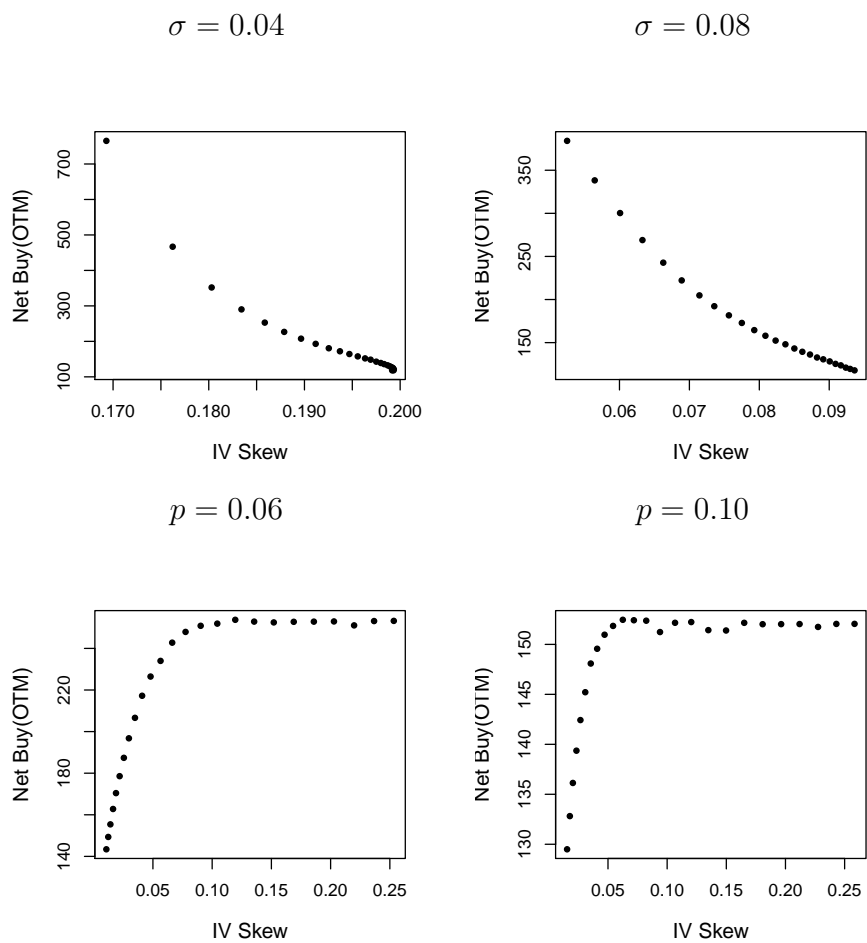 σ = 0.04
σ = 0.08
Net Buy(OTM)
700
500
300
100
0.170
0.180
0.190
0.200
IV Skew
Net Buy(OTM)
350
250
150
0.06
0.07
0.08
0.09
IV Skew
p = 0.06
p = 0.10
Net Buy(OTM)
220
180
140
0.05
0.10
0.15
0.20
0.25
IV Skew
Net Buy(OTM)
150
145
140
135
130
0.05
0.10
0.15
0.20
0.25
IV Skew